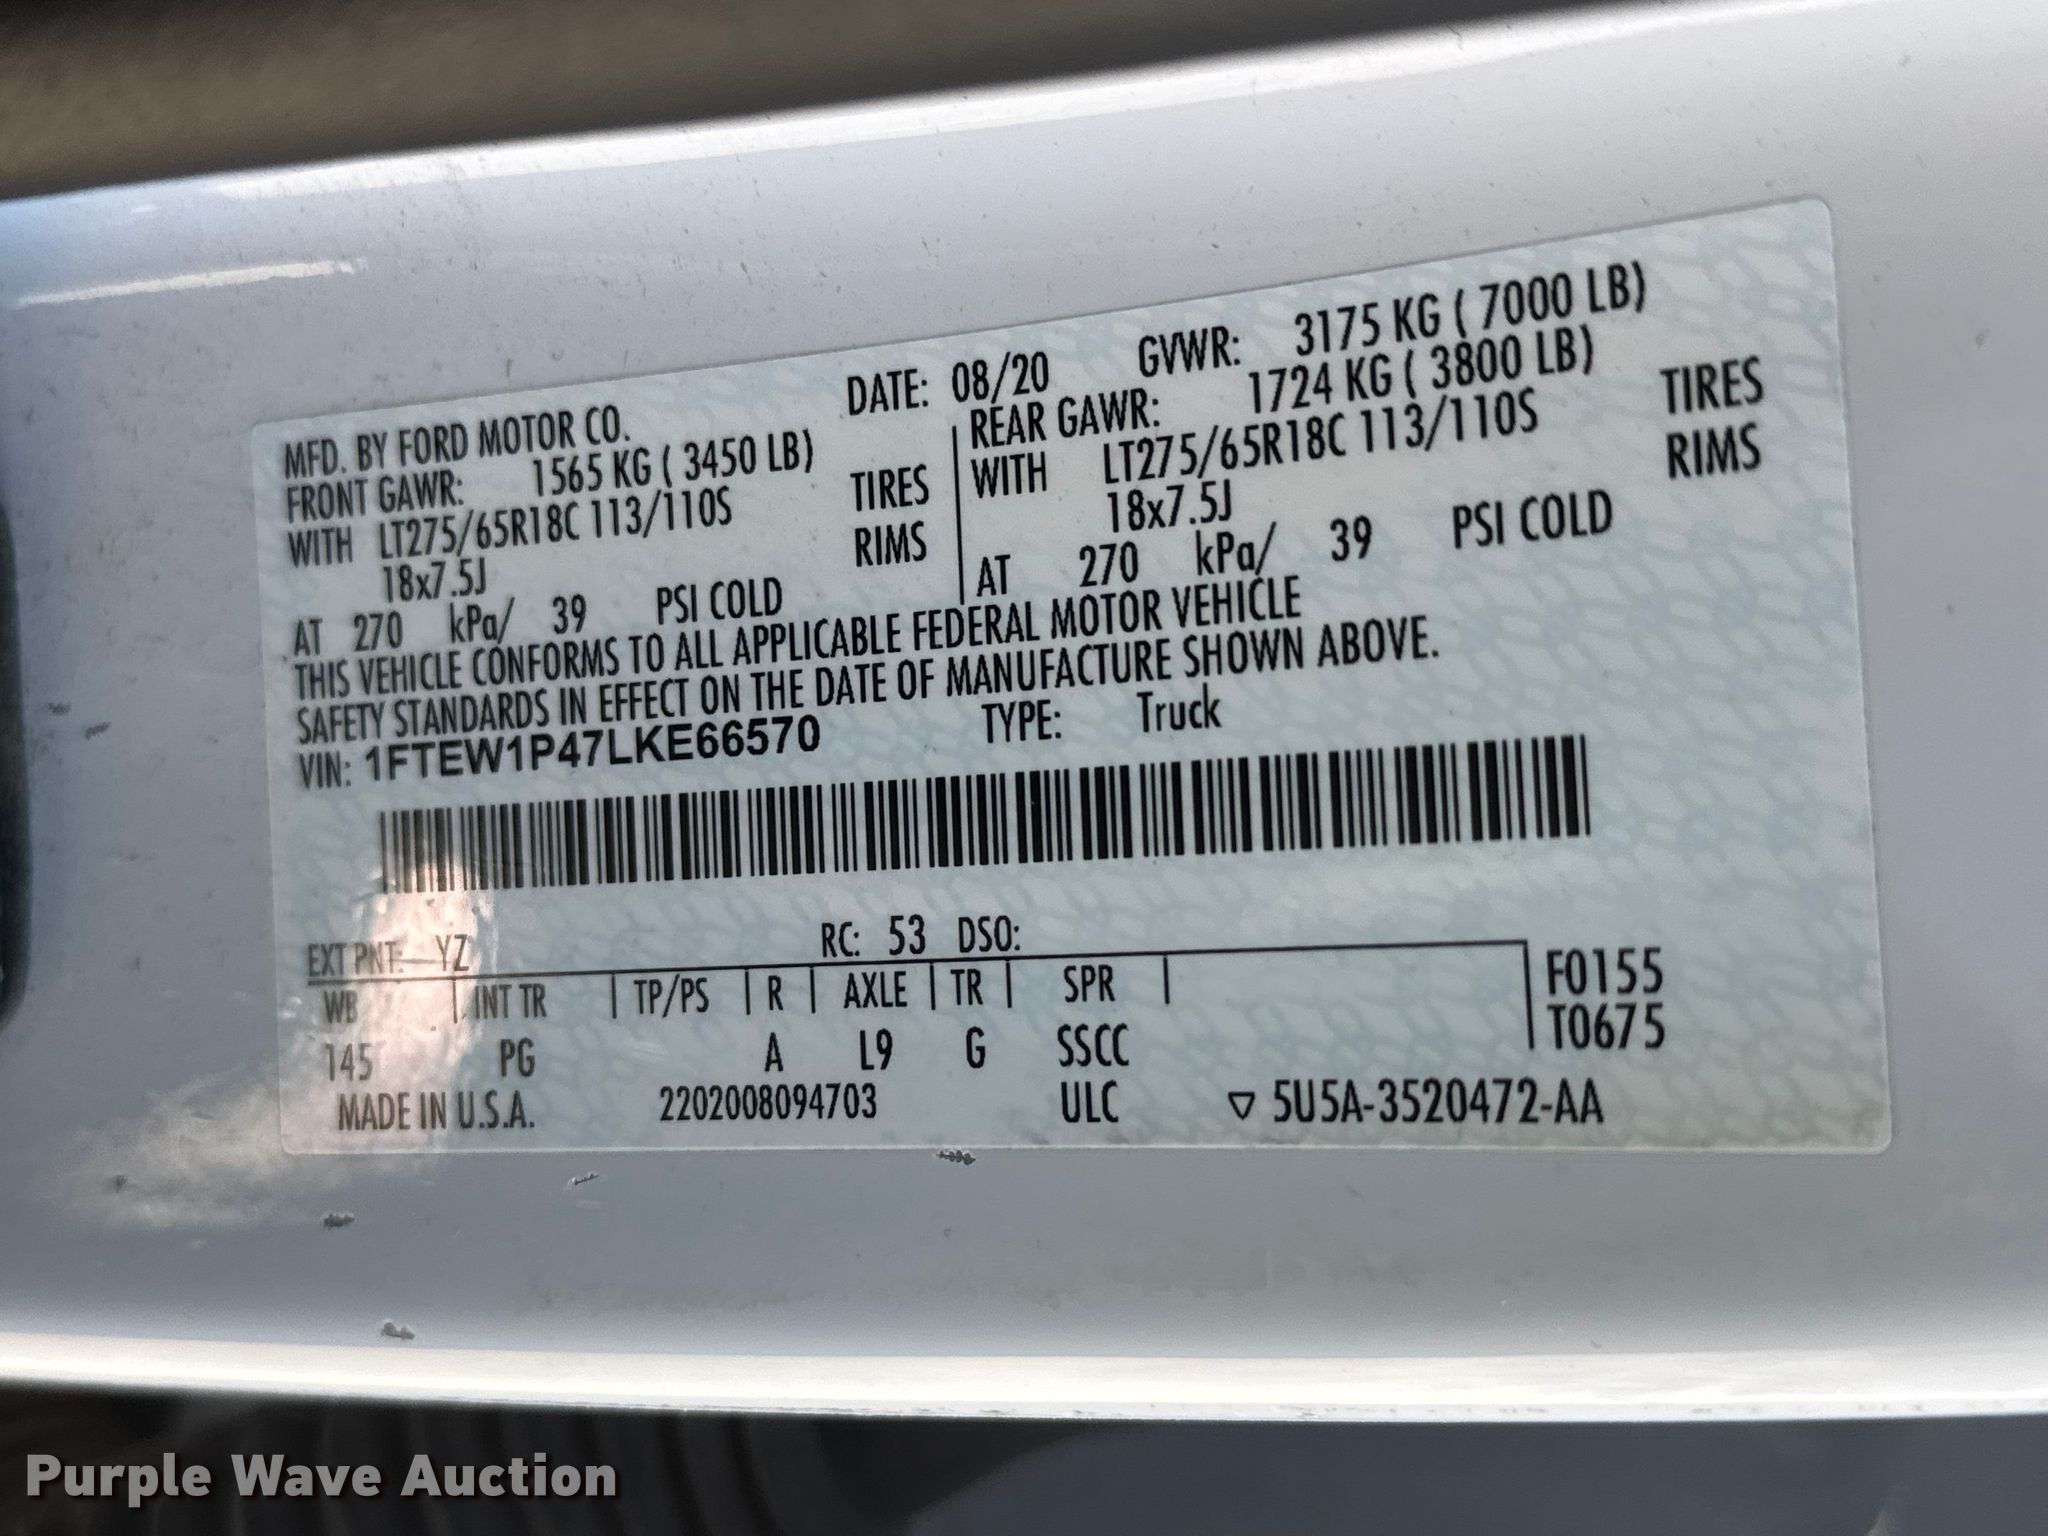 MFD. BY FORD MOTOR CO. DATE: 08/20 GVWR: 3175 KG ( 7000 LB)
FRONT GAWR: 1565 KG ( 3450 LB) REAR GAWR: 1724 KG ( 3800 LB)
WITH LT275/65R18C 113/110S TIRES WITH LT275/65R18C 113/110S TIRES
18x7.5J RIMS 18x7.5J RIMS
AT 270 kPa/ 39 PSI COLD AT 270 kPa/ 39 PSI COLD
THIS VEHICLE CONFORMS TO ALL APPLICABLE FEDERAL MOTOR VEHICLE
SAFETY STANDARDS IN EFFECT ON THE DATE OF MANUFACTURE SHOWN ABOVE.
VIN: 1FTEW1P47LKE66570 TYPE: Truck
EXT PNT: YZ RC: 53 DSO:
WB INT TR TP/PS R AXLE TR SPR F0155
T0675
145 PG A L9 G SSCC
MADE IN U.S.A. 2202008094703 ULC ▽ 5U5A-3520472-AA
Purple Wave Auction